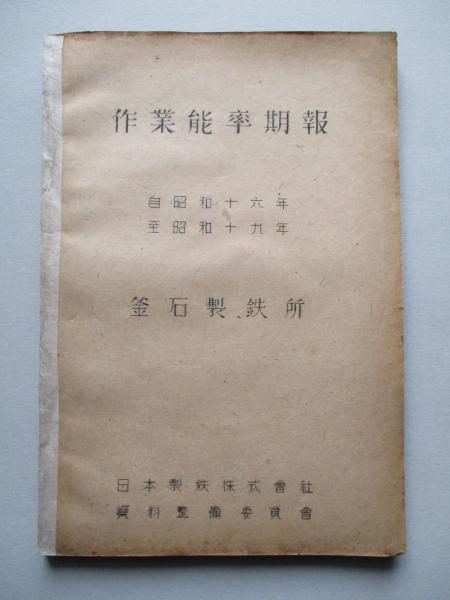 作業能率期報
自昭和十六年
至昭和十九年
釜石製鉄所
日本製鉄株式會社
資料整備委員會